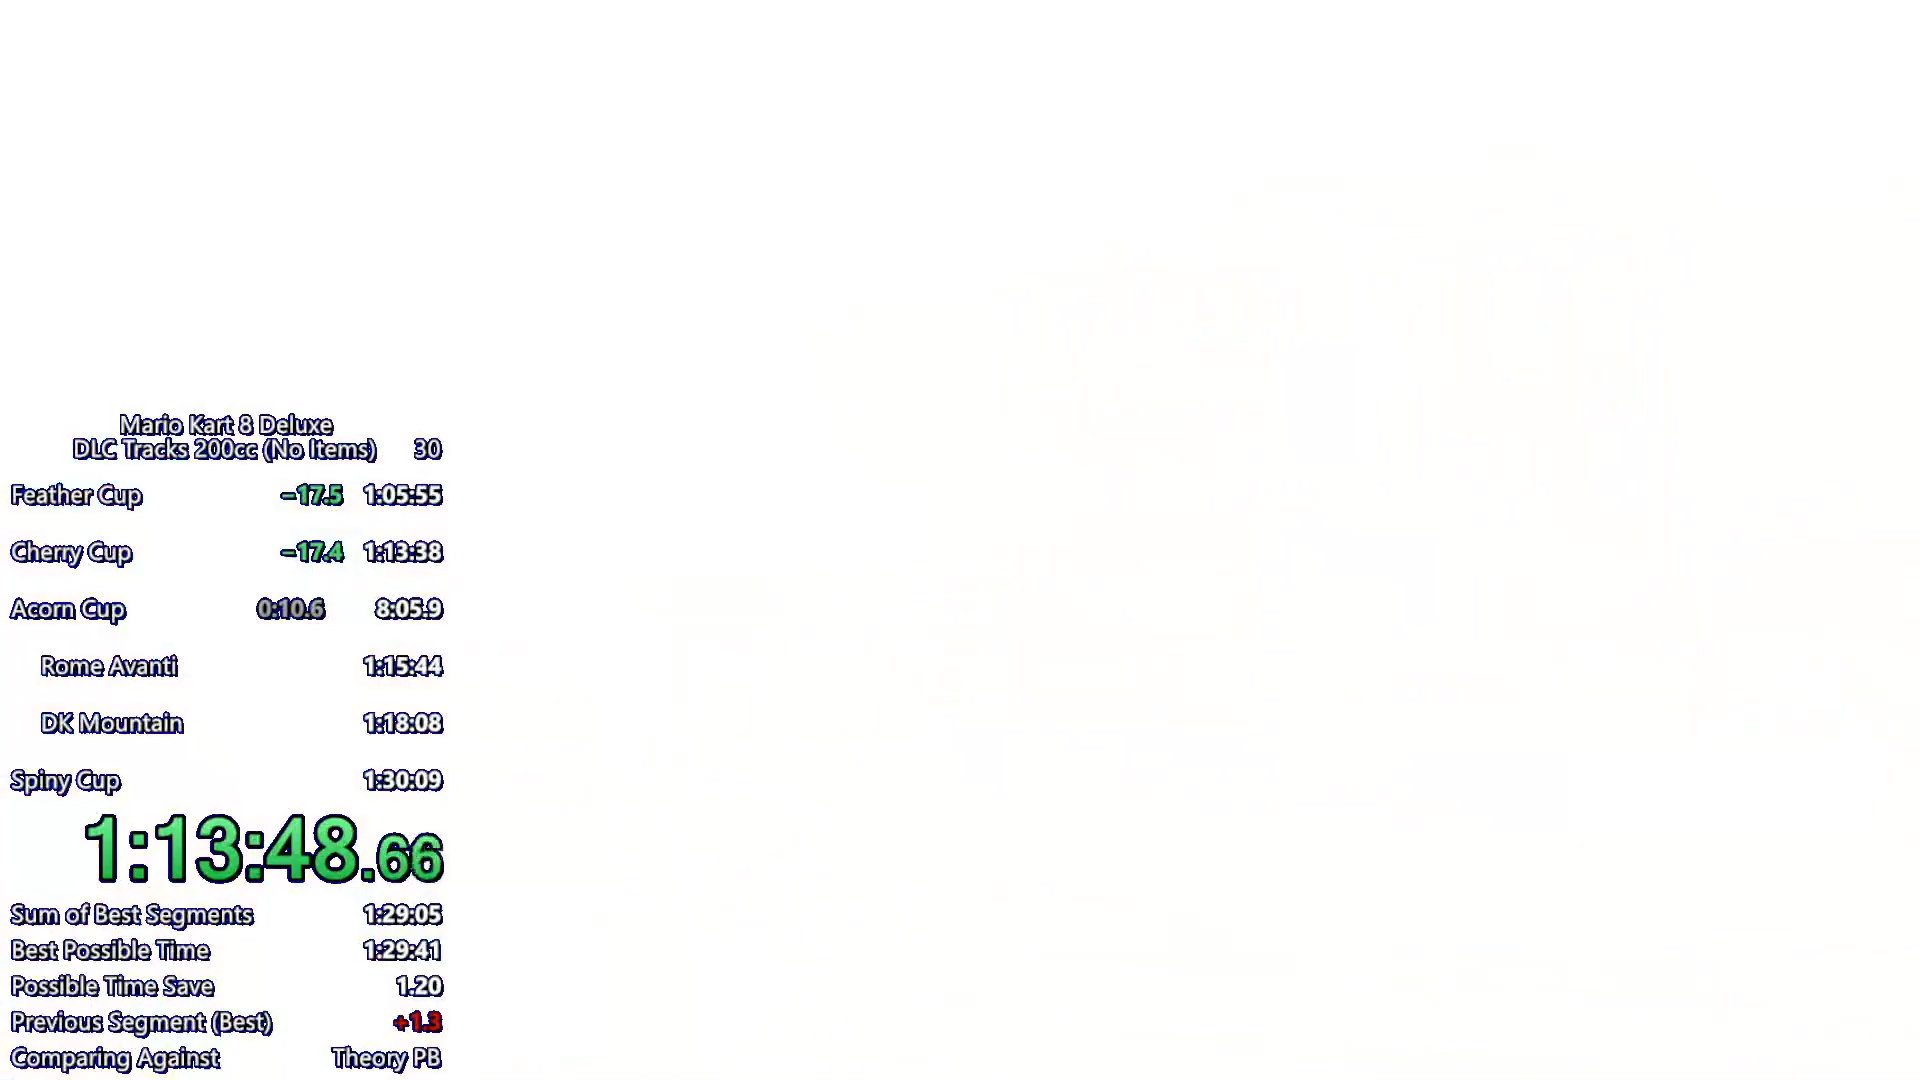 Mario Kart 8 Deluxe
DLC Tracks 200cc (No Items) 30
Feather Cup -17.5 1:05:55
Cherry Cup -17.4 1:13:38
Acorn Cup 0:10.6 8:05.9
Rome Avanti 1:15:44
DK Mountain 1:18:08
Spiny Cup 1:30:09
1:13:48.66
Sum of Best Segments 1:29:05
Best Possible Time 1:29:41
Possible Time Save 1.20
Previous Segment (Best) +1.3
Comparing Against Theory PB